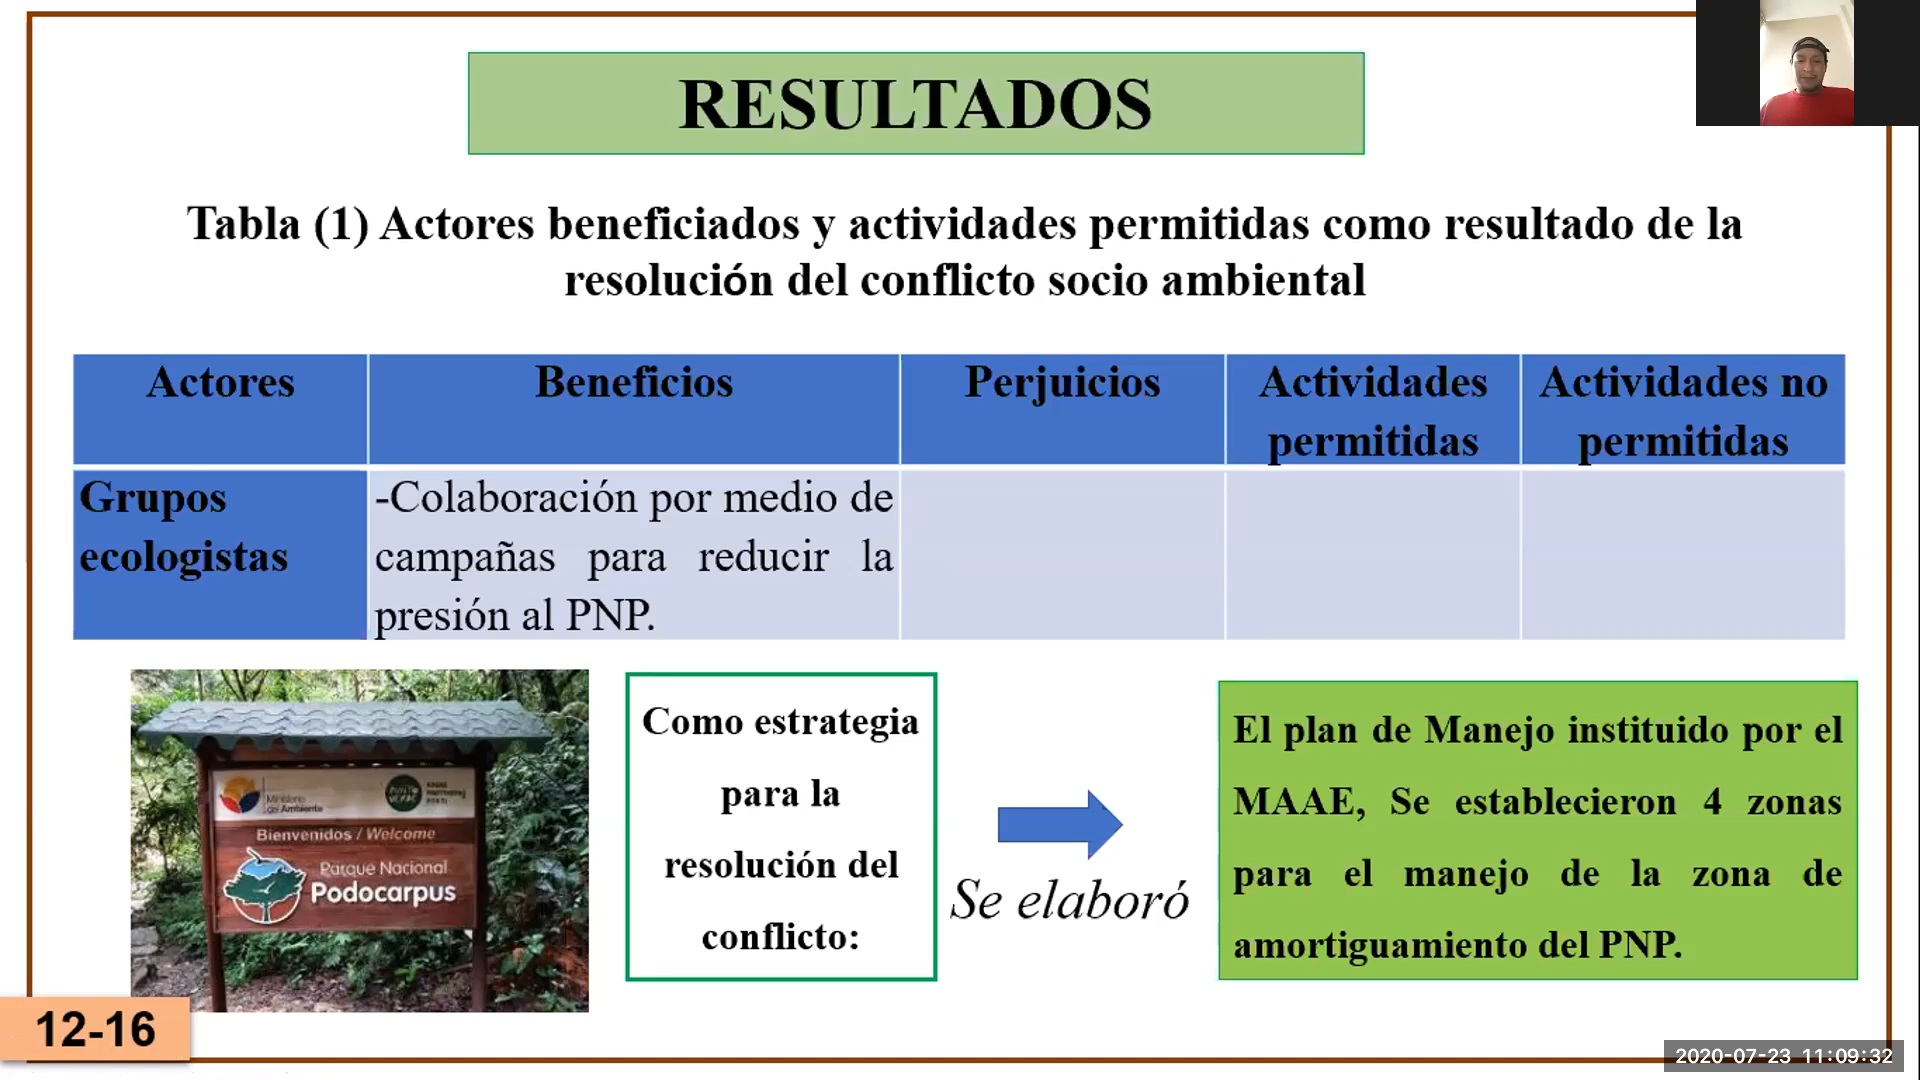 RESULTADOS
Tabla (1) Actores beneficiados y actividades permitidas como resultado de la
resolución del conflicto socio ambiental
Actores
Beneficios
Perjuicios
Actividades
permitidas
Actividades no
permitidas
Grupos
ecologistas
-Colaboración por medio de
campañas para reducir la
presión al PNP.
Ministerio
del Ambiente
Bienvenidos / Welcome
Parque Nacional
Podocarpus
Como estrategia
para la
resolución del
conflicto:
Se elaboró
El plan de Manejo instituido por el
MAAE, Se establecieron 4 zonas
para el manejo de la zona de
amortiguamiento del PNP.
12-16
2020-07-23 11:09:32